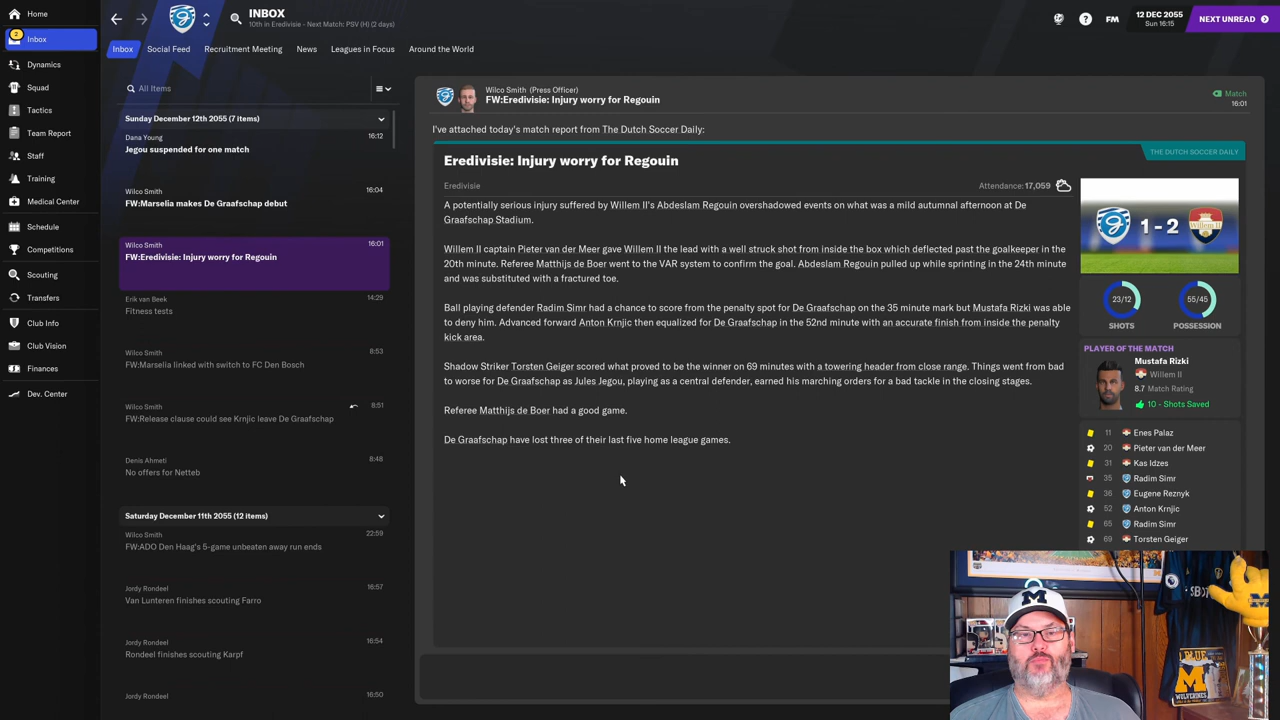 Home
2
Inbox
Dynamics
Squad
Tactics
Team Report
Staff
Training
Medical Center
Schedule
Competitions
Scouting
Transfers
Club Info
Club Vision
Finances
Dev. Center
INBOX
10th in Eredivisie - Next Match: PSV (H) (2 days)
?
FM
12 DEC 2055
Sun 16:15
NEXT UNREAD
Inbox
Social Feed
Recruitment Meeting
News
Leagues in Focus
Around the World
All Items
Sunday December 12th 2055 (7 items)
Dana Young
16:12
Jegou suspended for one match
Wilco Smith
16:04
FW:Marselia makes De Graafschap debut
Wilco Smith
16:01
FW:Eredivisie: Injury worry for Regouin
Erik van Beek
14:29
Fitness tests
Wilco Smith
8:53
FW:Marselia linked with switch to FC Den Bosch
Wilco Smith
8:51
FW:Release clause could see Krnjic leave De Graafschap
Denis Ahmeti
8:48
No offers for Netteb
Saturday December 11th 2055 (12 items)
Wilco Smith
22:59
FW:ADO Den Haag's 5-game unbeaten away run ends
Jordy Rondeel
16:57
Van Lunteren finishes scouting Farro
Jordy Rondeel
16:54
Rondeel finishes scouting Karpf
Jordy Rondeel
16:50
Wilco Smith (Press Officer)
FW:Eredivisie: Injury worry for Regouin
Match
16:01
I've attached today's match report from The Dutch Soccer Daily:
THE DUTCH SOCCER DAILY
Eredivisie: Injury worry for Regouin
Eredivisie
Attendance: 17,059
A potentially serious injury suffered by Willem II's Abdeslam Regouin overshadowed events on what was a mild autumnal afternoon at De
Graafschap Stadium.
Willem II captain Pieter van der Meer gave Willem II the lead with a well struck shot from inside the box which deflected past the goalkeeper in the
20th minute. Referee Matthijs de Boer went to the VAR system to confirm the goal. Abdeslam Regouin pulled up while sprinting in the 24th minute
and was substituted with a fractured toe.
Ball playing defender Radim Simr had a chance to score from the penalty spot for De Graafschap on the 35 minute mark but Mustafa Rizki was able
to deny him. Advanced forward Anton Krnjic then equalized for De Graafschap in the 52nd minute with an accurate finish from inside the penalty
kick area.
Shadow Striker Torsten Geiger scored what proved to be the winner on 69 minutes with a towering header from close range. Things went from bad
to worse for De Graafschap as Jules Jegou, playing as a central defender, earned his marching orders for a bad tackle in the closing stages.
Referee Matthijs de Boer had a good game.
De Graafschap have lost three of their last five home league games.
1 - 2
23/12
SHOTS
55/45
POSSESSION
PLAYER OF THE MATCH
Mustafa Rizki
Willem II
8.7 Match Rating
10 - Shots Saved
11 Enes Palaz
20 Pieter van der Meer
31 Kas Idzes
35 Radim Simr
36 Eugene Reznyk
52 Anton Krnjic
65 Radim Simr
69 Torsten Geiger
M